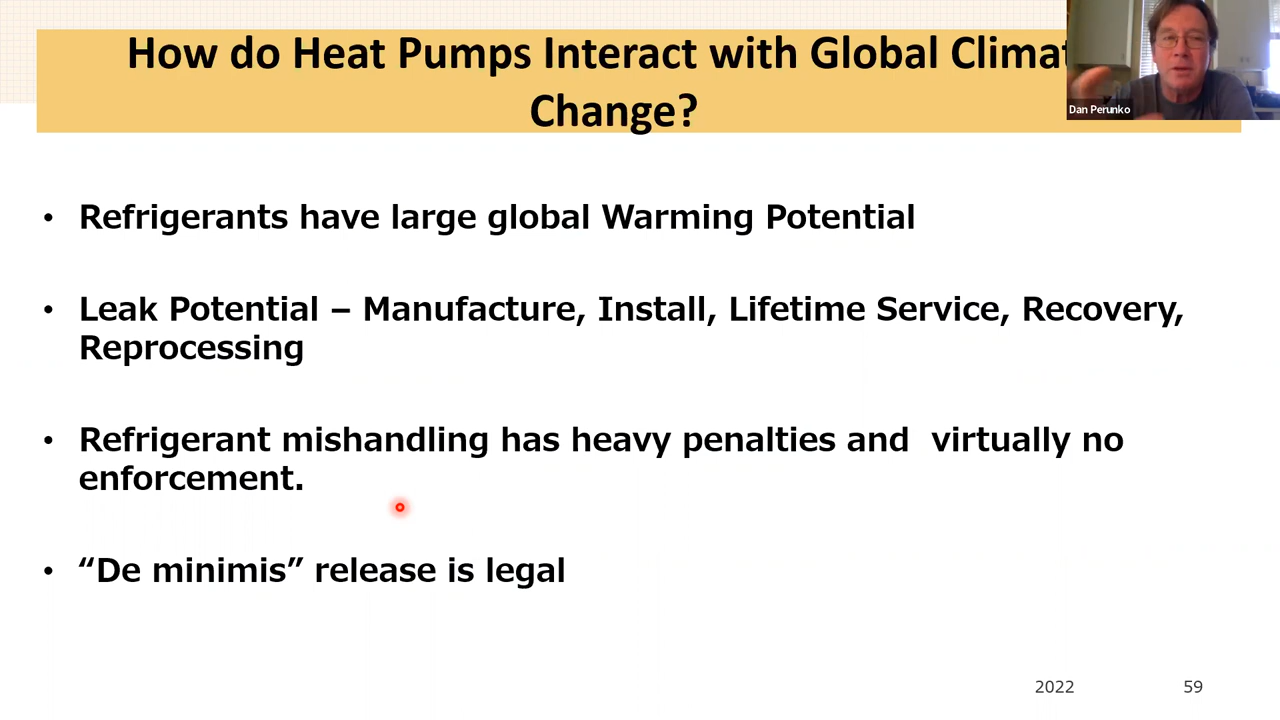 How do Heat Pumps Interact with Global Climat
Change?
Dan Perunko
• Refrigerants have large global Warming Potential
• Leak Potential – Manufacture, Install, Lifetime Service, Recovery,
Reprocessing
• Refrigerant mishandling has heavy penalties and  virtually no
enforcement.
• “De minimis” release is legal
2022
59